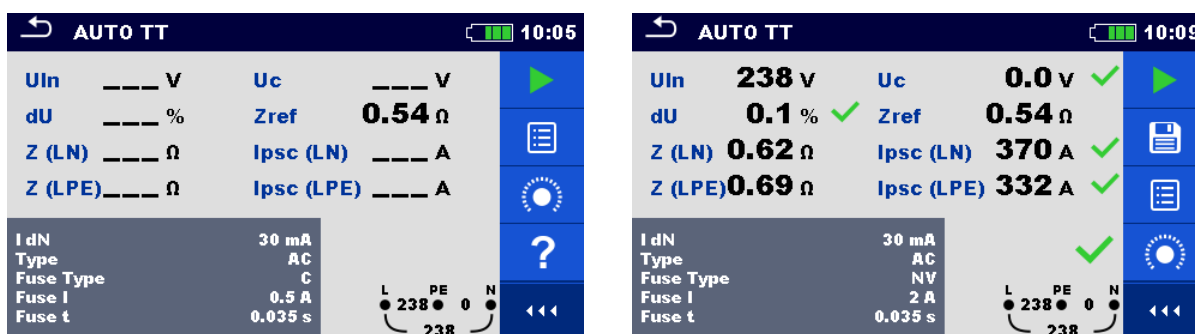 AUTO TT 10:05
Uln ___ V Uc ___ V
dU ___ % Zref 0.54 Ω
Z (LN) ___ Ω Ipsc (LN) ___ A
Z (LPE) ___ Ω Ipsc (LPE) ___ A
I dN 30 mA
Type AC
Fuse Type C
Fuse I 0.5 A
Fuse t 0.035 s
?
L PE N
238 0
238
AUTO TT 10:09
Uln 238 V Uc 0.0 V
dU 0.1 % Zref 0.54 Ω
Z (LN) 0.62 Ω Ipsc (LN) 370 A
Z (LPE) 0.69 Ω Ipsc (LPE) 332 A
I dN 30 mA
Type AC
Fuse Type NV
Fuse I 2 A
Fuse t 0.035 s
L PE N
238 0
238